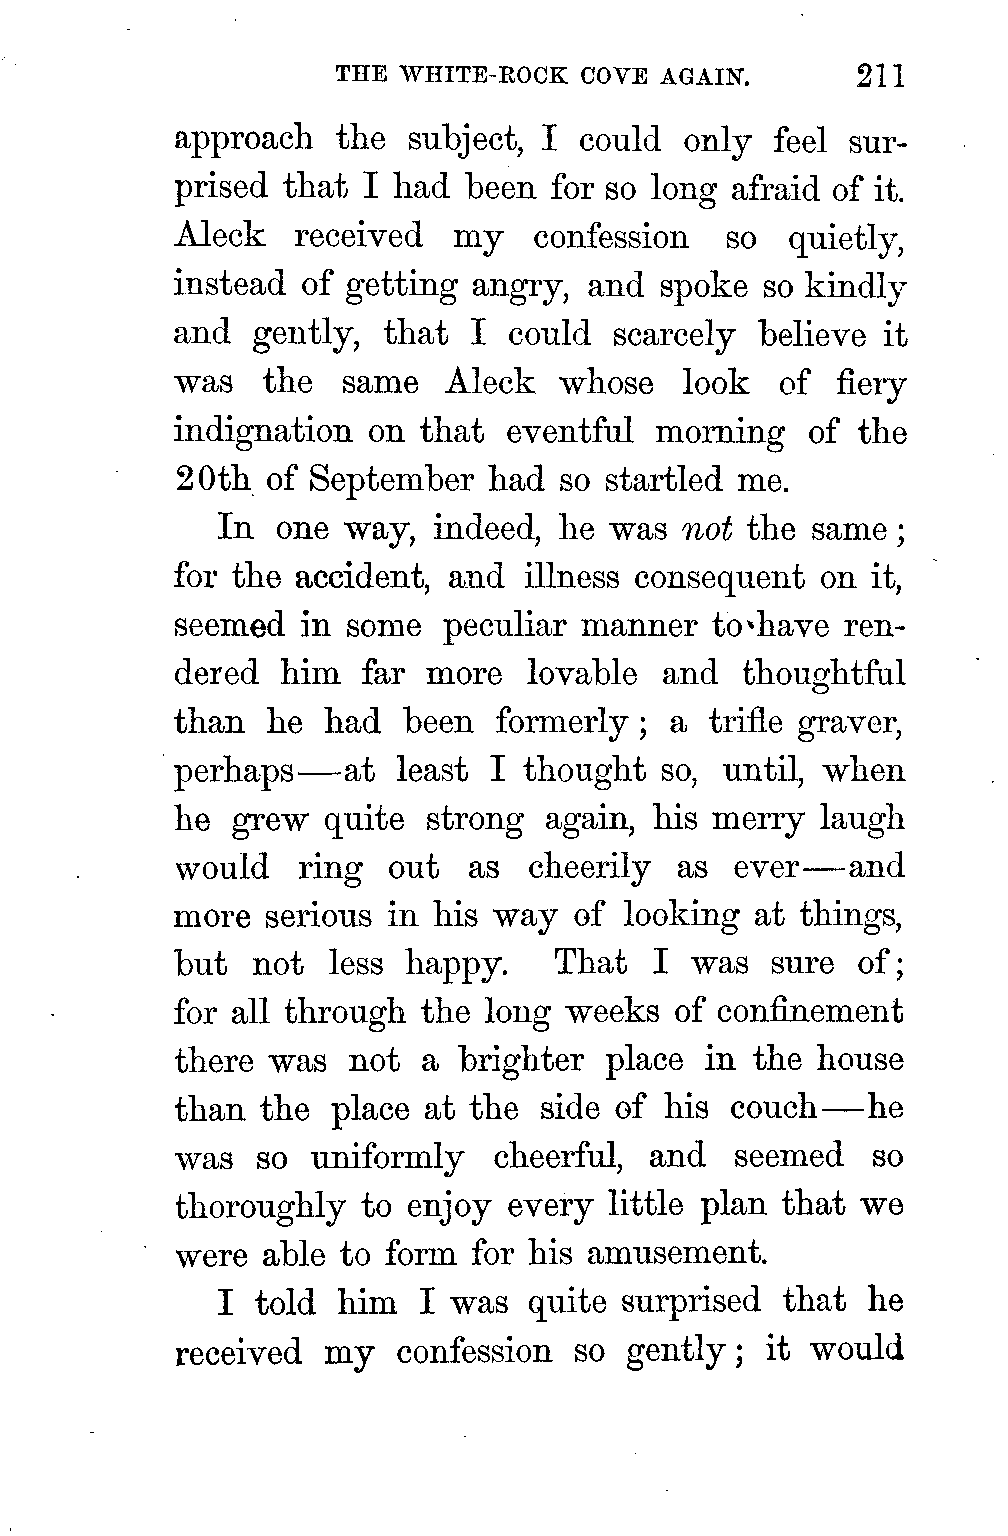 THE WHITE-ROCK COVE AGAIN. 211
approach the subject, I could only feel sur-
prised that I had been for so long afraid of it.
Aleck received my confession so quietly,
instead of getting angry, and spoke so kindly
and gently, that I could scarcely believe it
was the same Aleck whose look of fiery
indignation on that eventful morning of the
20th of September had so startled me.
In one way, indeed, he was not the same;
for the accident, and illness consequent on it,
seemed in some peculiar manner to have ren-
dered him far more lovable and thoughtful
than he had been formerly; a trifle graver,
perhaps—at least I thought so, until, when
he grew quite strong again, his merry laugh
would ring out as cheerily as ever—and
more serious in his way of looking at things,
but not less happy. That I was sure of;
for all through the long weeks of confinement
there was not a brighter place in the house
than the place at the side of his couch—he
was so uniformly cheerful, and seemed so
thoroughly to enjoy every little plan that we
were able to form for his amusement.
I told him I was quite surprised that he
received my confession so gently; it would